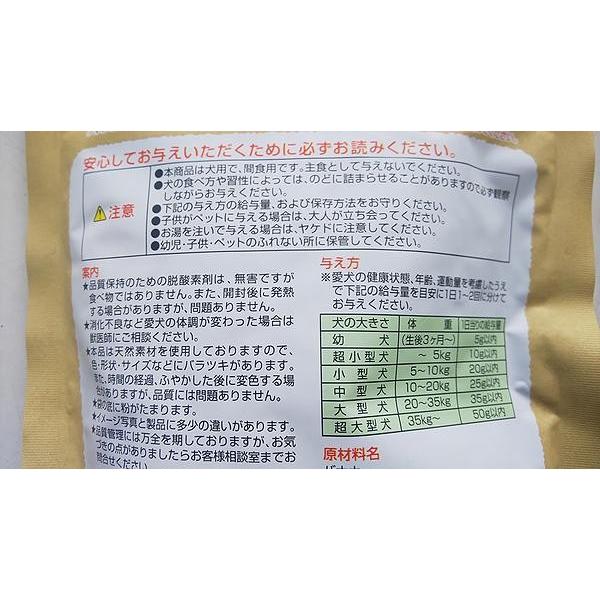 安心してお与えいただくために必ずお読みください。
注意
●本商品は犬用で、間食用です。主食として与えないでください。
●犬の食べ方や習性によっては、のどに詰まらせることがありますので必ず観察
しながらお与えください。
●下記の与え方の給与量、および保存方法をお守りください。
●子供がペットに与える場合は、大人が立ち会ってください。
●お湯を注いで与える場合は、ヤケドに注意してください。
●幼児・子供・ペットのふれない所に保管してください。
案内
★品質保持のための脱酸素剤は、無害ですが
食べ物ではありません。また、開封後に発熱
する場合がありますが、問題ありません。
★消化不良など愛犬の体調が変わった場合は
獣医師にご相談ください。
★本品は天然素材を使用しておりますので、
色・形状・サイズなどにバラツキがあります。
また、時間の経過、ふやかした後に変色する場
合がありますが、品質には問題ありません。
★袋の底に粉がたまります。
★イメージ写真と製品に多少の違いがあります。
★品質管理には万全を期しておりますが、お気
づきの点がありましたらお客様相談室までお
問合せください。
与え方
※愛犬の健康状態、年齢、運動量を考慮したうえ
で下記の給与量を目安に1日1~2回に分けて
お与えください。
犬の大きさ 体重 1日当りの給与量
幼犬 (生後3ヶ月~) 5g以内
超小型犬 ~5kg 10g以内
小型犬 5~10kg 20g以内
中型犬 10~20kg 25g以内
大型犬 20~35kg 35g以内
超大型犬 35kg~ 50g以内
原材料名